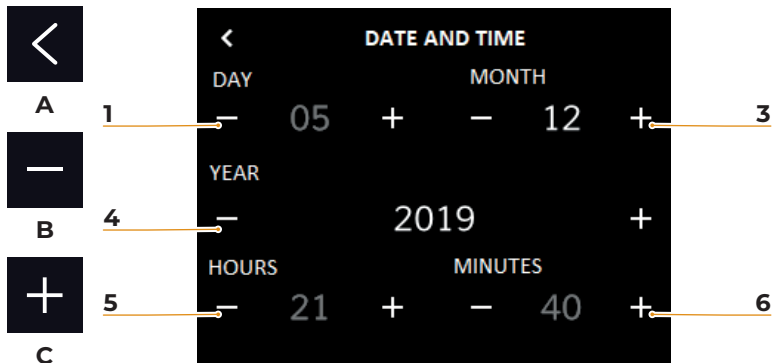 A
B
C
1
4
5
< DATE AND TIME
DAY MONTH
− 05 + − 12 +
YEAR
− 2019 +
HOURS MINUTES
− 21 + − 40 +
3
6